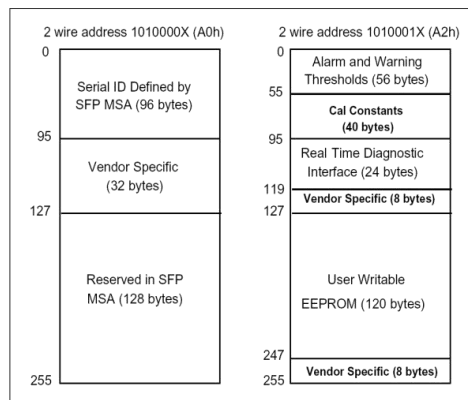 2 wire address 1010000X (A0h)
0
Serial ID Defined by
SFP MSA (96 bytes)
95
Vendor Specific
(32 bytes)
127
Reserved in SFP
MSA (128 bytes)
255
2 wire address 1010001X (A2h)
0
Alarm and Warning
Thresholds (56 bytes)
55
Cal Constants
(40 bytes)
95
Real Time Diagnostic
Interface (24 bytes)
119
Vendor Specific (8 bytes)
127
User Writable
EEPROM (120 bytes)
247
Vendor Specific (8 bytes)
255